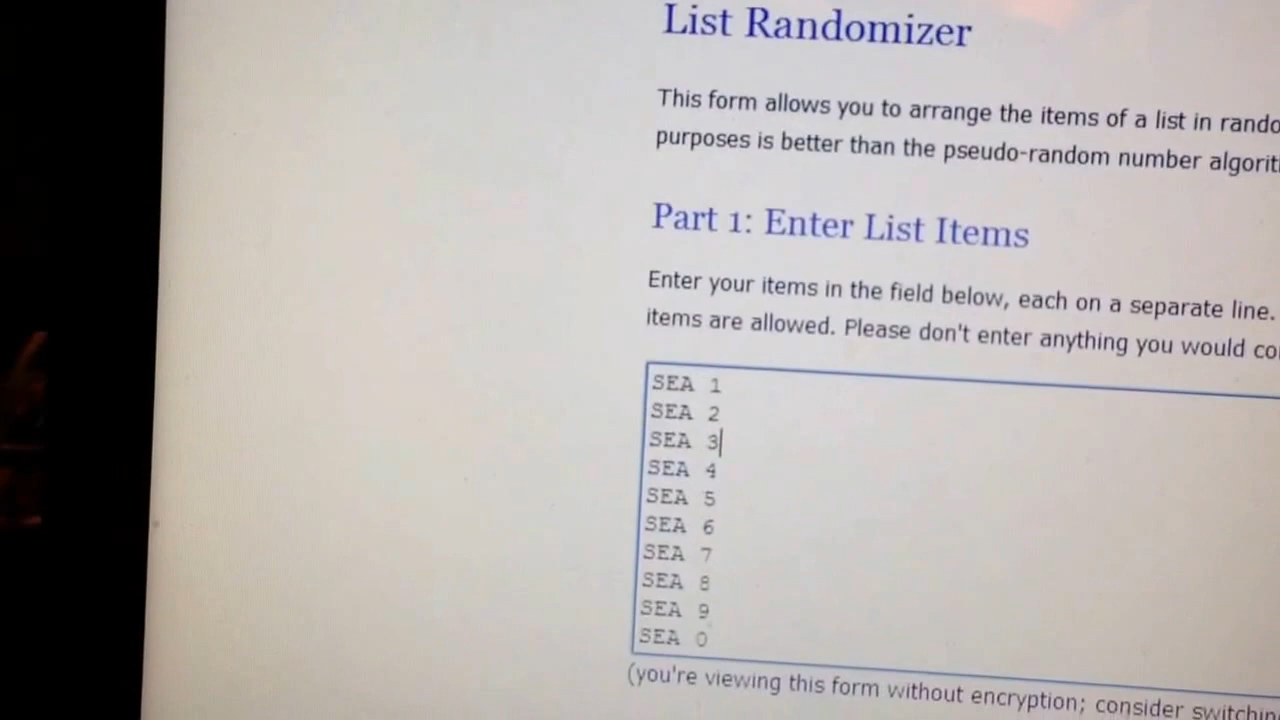 List Randomizer
This form allows you to arrange the items of a list in rando
purposes is better than the pseudo-random number algorit
Part 1: Enter List Items
Enter your items in the field below, each on a separate line.
items are allowed. Please don't enter anything you would co
SEA 1
SEA 2
SEA 3
SEA 4
SEA 5
SEA 6
SEA 7
SEA 8
SEA 9
SEA 0
(you're viewing this form without encryption; consider switchin